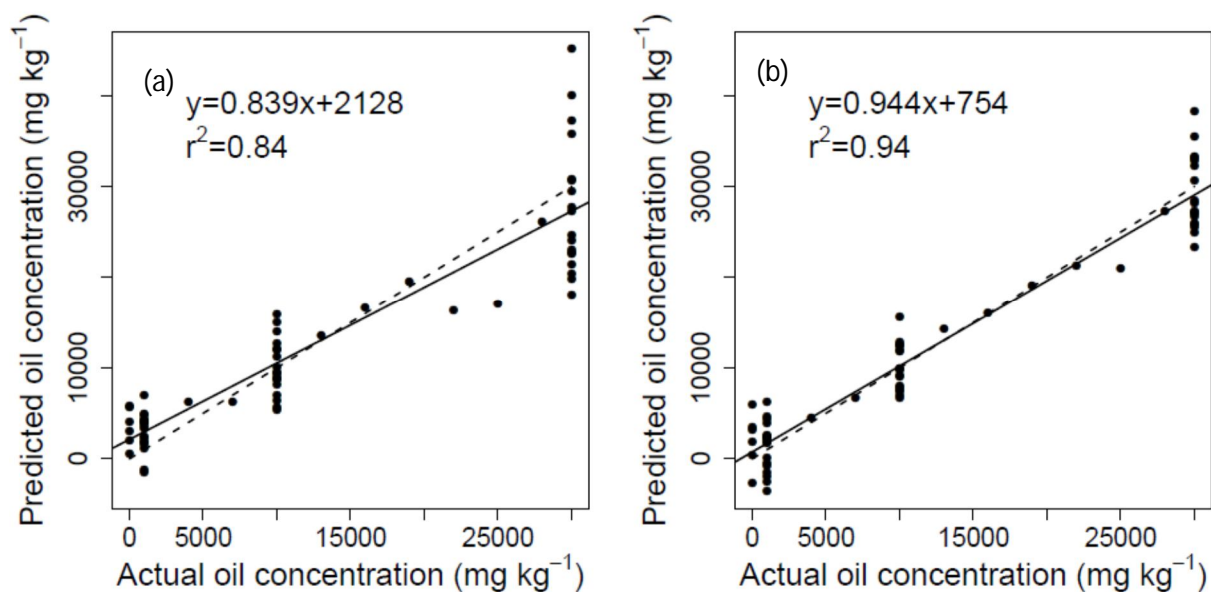 (a)
y=0.839x+2128
r²=0.84
Predicted oil concentration (mg kg⁻¹)
30000
10000
0
0 5000 15000 25000
Actual oil concentration (mg kg⁻¹)
(b)
y=0.944x+754
r²=0.94
Predicted oil concentration (mg kg⁻¹)
30000
10000
0
0 5000 15000 25000
Actual oil concentration (mg kg⁻¹)